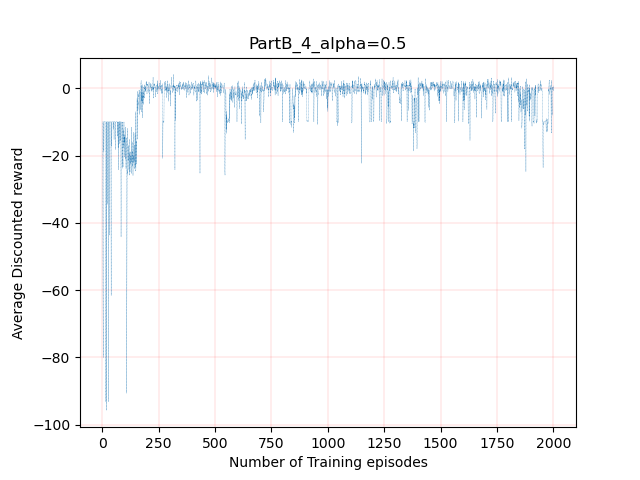 PartB_4_alpha=0.5
Average Discounted reward
0
−20
−40
−60
−80
−100
0 250 500 750 1000 1250 1500 1750 2000
Number of Training episodes